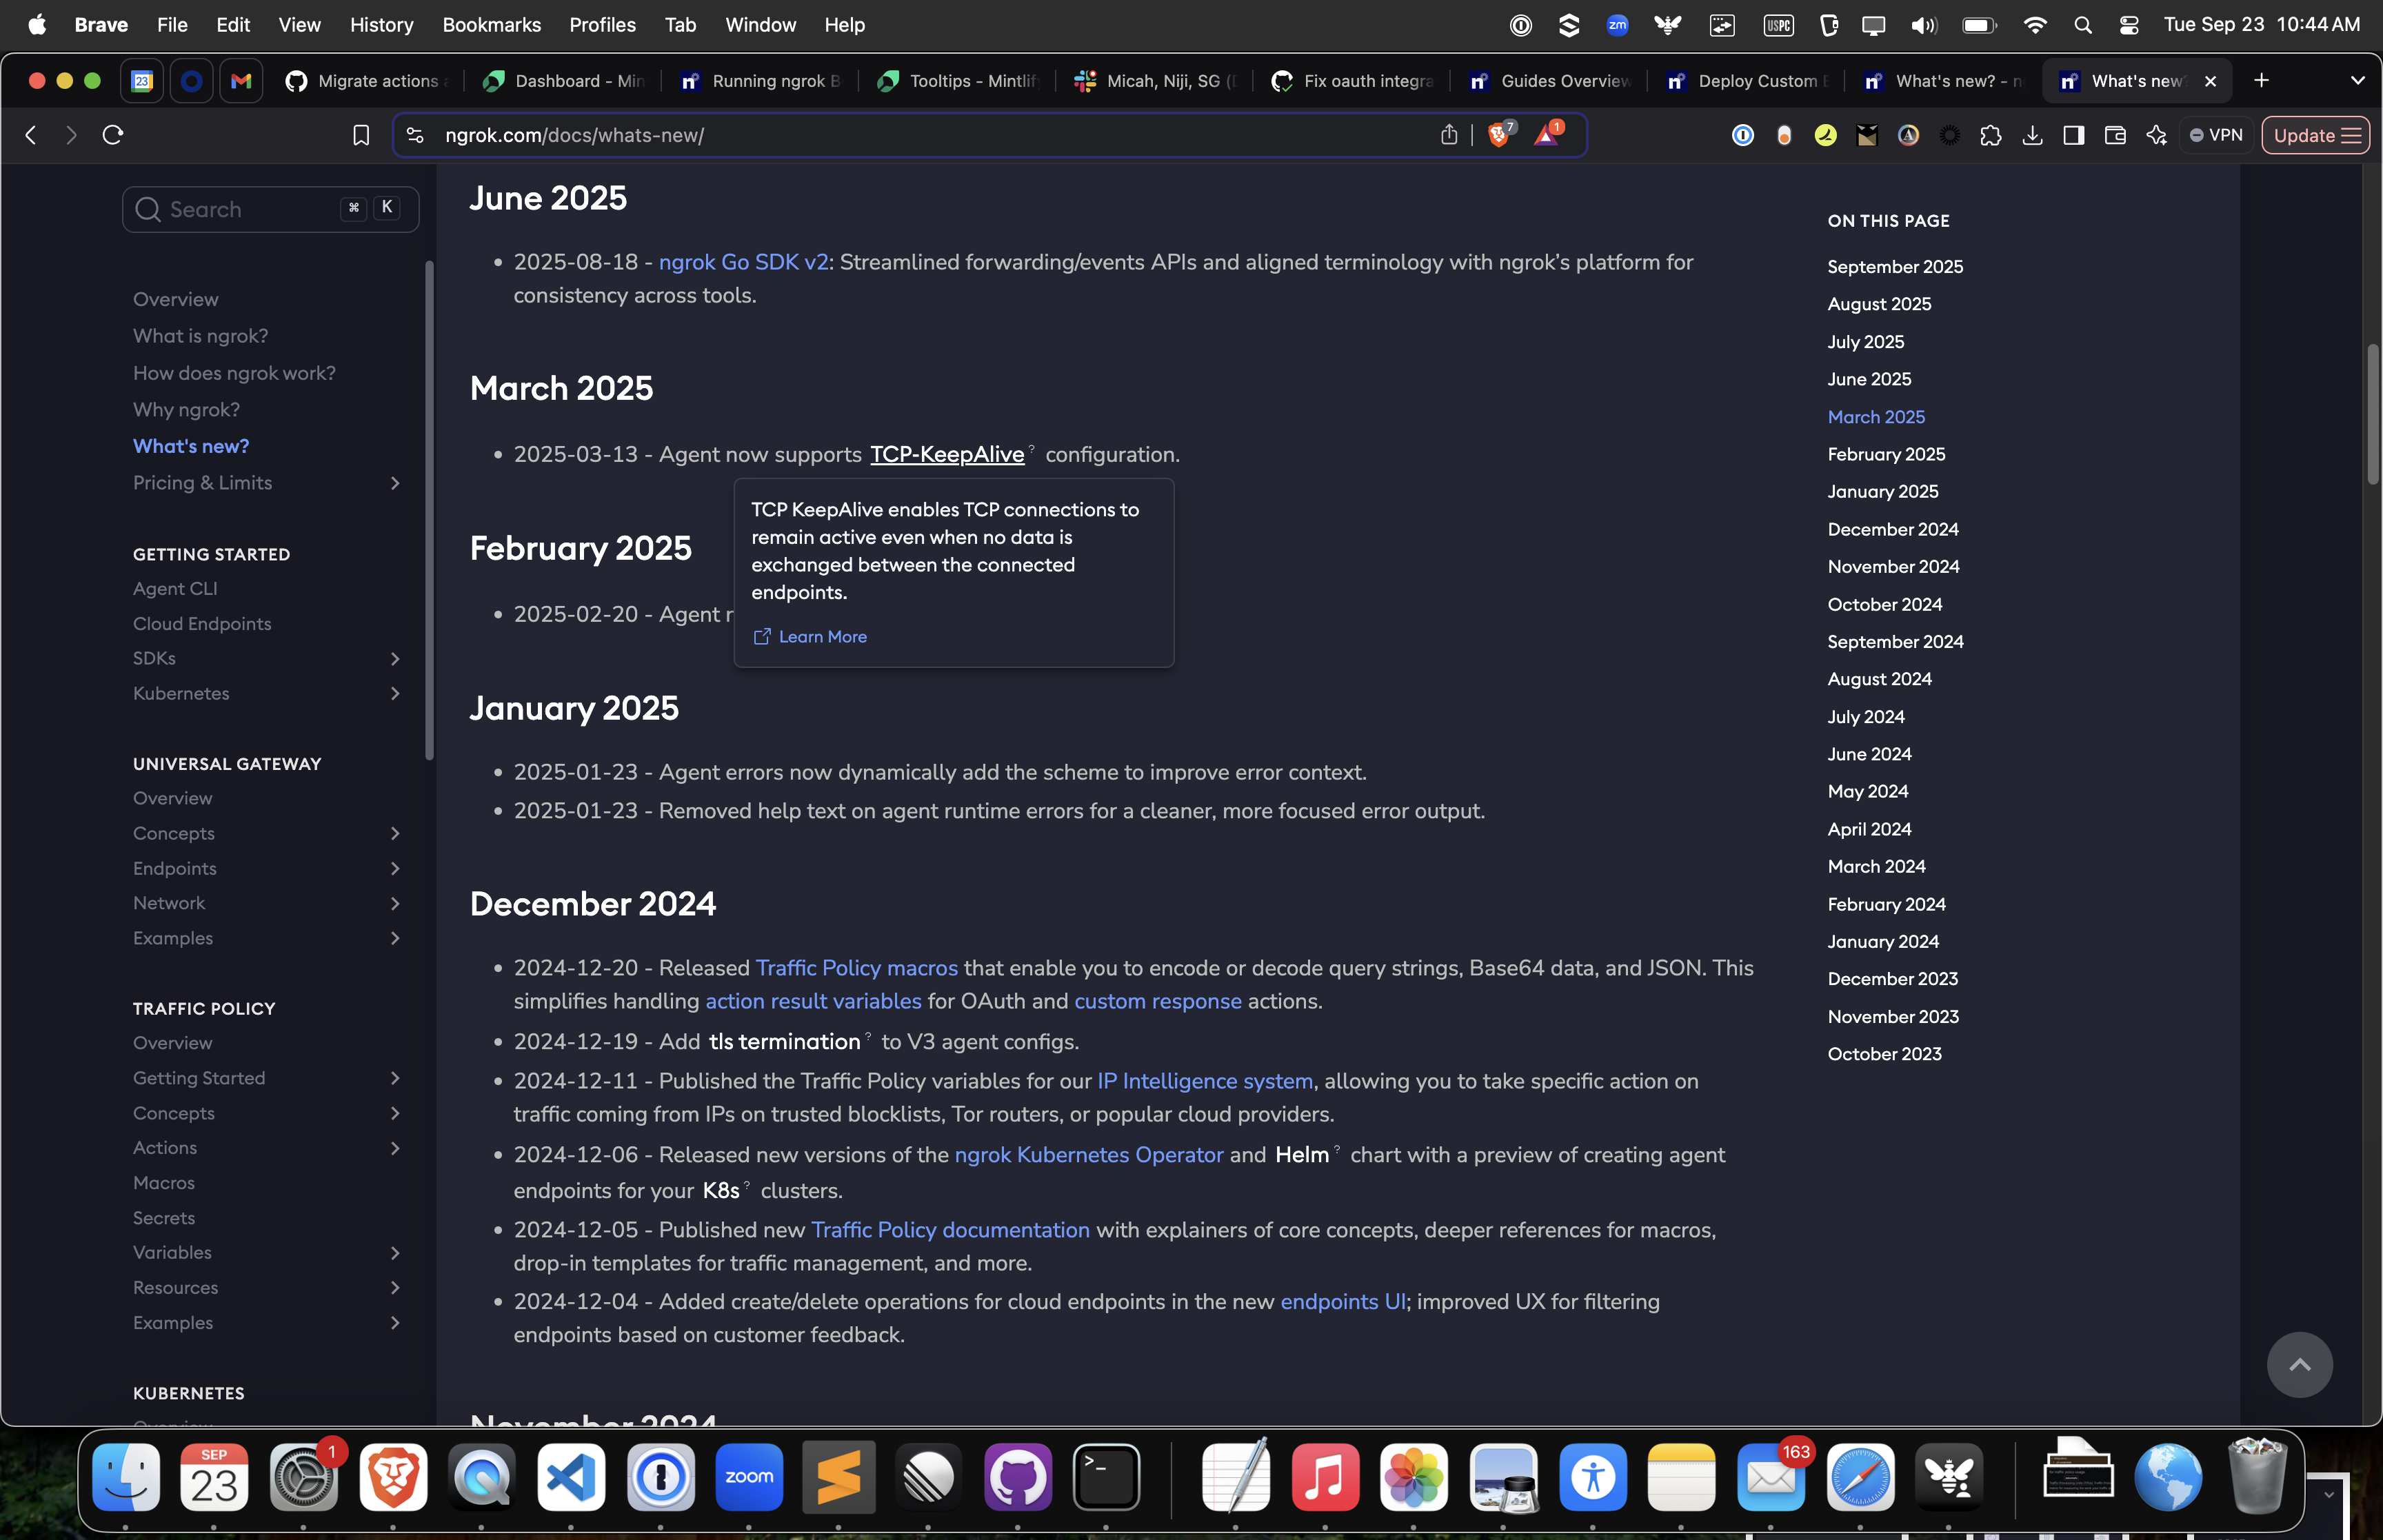 Brave File Edit View History Bookmarks Profiles Tab Window Help
zm USPC Tue Sep 23 10:44 AM
23 Migrate actions Dashboard - Min Running ngrok Tooltips - Mintlify Micah, Niji, SG Fix oauth integra Guides Overview Deploy Custom What's new? - n What's new
ngrok.com/docs/whats-new/ 7 1 VPN Update
Search ⌘ K
Overview
What is ngrok?
How does ngrok work?
Why ngrok?
What's new?
Pricing & Limits
GETTING STARTED
Agent CLI
Cloud Endpoints
SDKs
Kubernetes
UNIVERSAL GATEWAY
Overview
Concepts
Endpoints
Network
Examples
TRAFFIC POLICY
Overview
Getting Started
Concepts
Actions
Macros
Secrets
Variables
Resources
Examples
KUBERNETES
Overview
June 2025
2025-08-18 - ngrok Go SDK v2: Streamlined forwarding/events APIs and aligned terminology with ngrok's platform for
consistency across tools.
March 2025
2025-03-13 - Agent now supports TCP-KeepAlive ? configuration.
TCP KeepAlive enables TCP connections to
remain active even when no data is
exchanged between the connected
endpoints.
Learn More
February 2025
2025-02-20 - Agent
January 2025
2025-01-23 - Agent errors now dynamically add the scheme to improve error context.
2025-01-23 - Removed help text on agent runtime errors for a cleaner, more focused error output.
December 2024
2024-12-20 - Released Traffic Policy macros that enable you to encode or decode query strings, Base64 data, and JSON. This
simplifies handling action result variables for OAuth and custom response actions.
2024-12-19 - Add tls termination ? to V3 agent configs.
2024-12-11 - Published the Traffic Policy variables for our IP Intelligence system, allowing you to take specific action on
traffic coming from IPs on trusted blocklists, Tor routers, or popular cloud providers.
2024-12-06 - Released new versions of the ngrok Kubernetes Operator and Helm ? chart with a preview of creating agent
endpoints for your K8s ? clusters.
2024-12-05 - Published new Traffic Policy documentation with explainers of core concepts, deeper references for macros,
drop-in templates for traffic management, and more.
2024-12-04 - Added create/delete operations for cloud endpoints in the new endpoints UI; improved UX for filtering
endpoints based on customer feedback.
November 2024
ON THIS PAGE
September 2025
August 2025
July 2025
June 2025
March 2025
February 2025
January 2025
December 2024
November 2024
October 2024
September 2024
August 2024
July 2024
June 2024
May 2024
April 2024
March 2024
February 2024
January 2024
December 2023
November 2023
October 2023
SEP
23
1
zoom
163